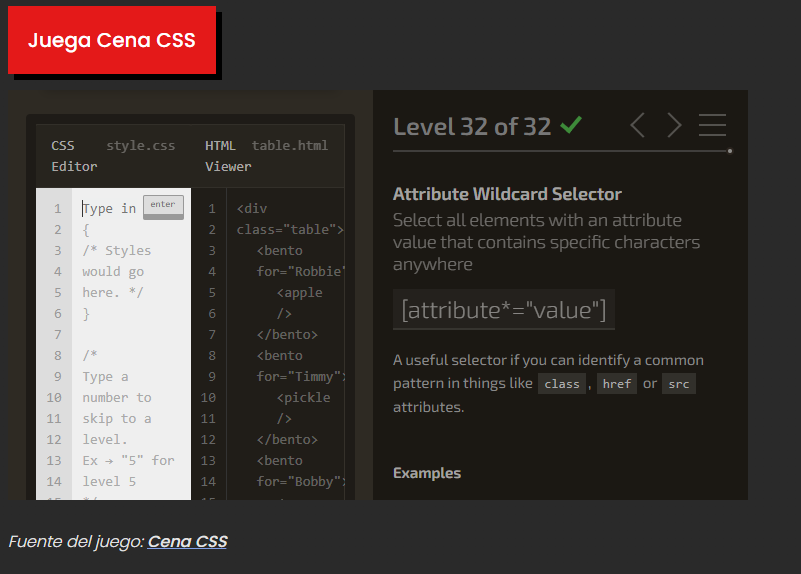 Juega Cena CSS
CSS Editor
style.css
HTML Viewer
table.html
1 Type in enter
2 {
3 /* Styles
4 would go
5 here. */
6 }
7
8 /*
9 Type a
10 number to
11 skip to a
12 level.
13 Ex → "5" for
14 level 5
15 */
1 <div
2 class="table">
3 <bento
4 for="Robbie"
5 <apple
6 />
7 </bento>
8 <bento
9 for="Timmy">
10 <pickle
11 />
12 </bento>
13 <bento
14 for="Bobby">
15
Level 32 of 32
Attribute Wildcard Selector
Select all elements with an attribute
value that contains specific characters
anywhere
[attribute*="value"]
A useful selector if you can identify a common
pattern in things like class, href or src
attributes.
Examples
Fuente del juego: Cena CSS